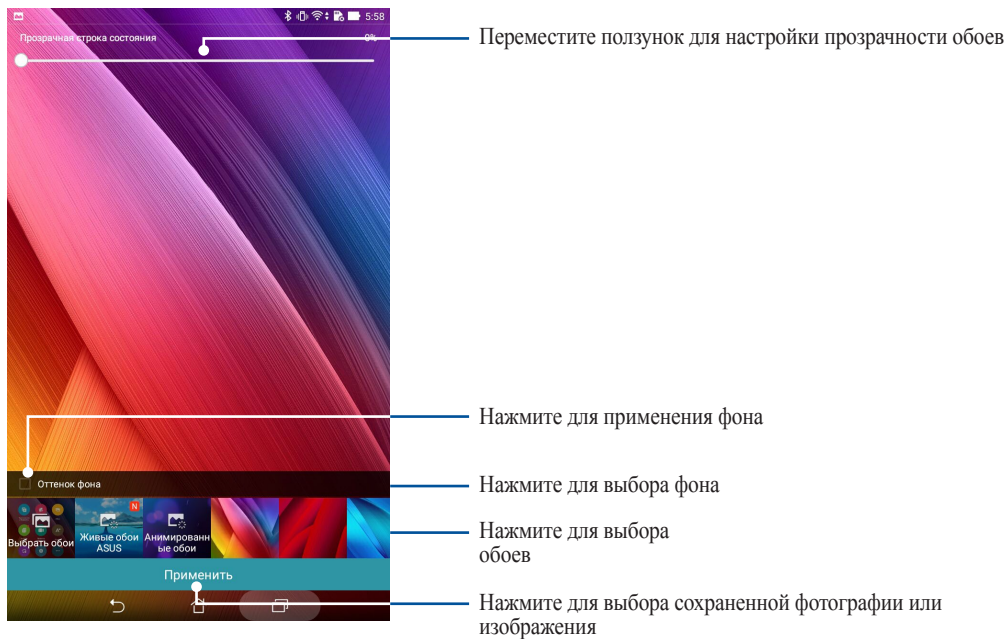 5:58
Прозрачная строка состояния
0%
Переместите ползунок для настройки прозрачности обоев
Нажмите для применения фона
Оттенок фона
Нажмите для выбора фона
N
Выбрать обои
Живые обои
ASUS
Анимированн
ые обои
Нажмите для выбора
обоев
Применить
Нажмите для выбора сохраненной фотографии или
изображения